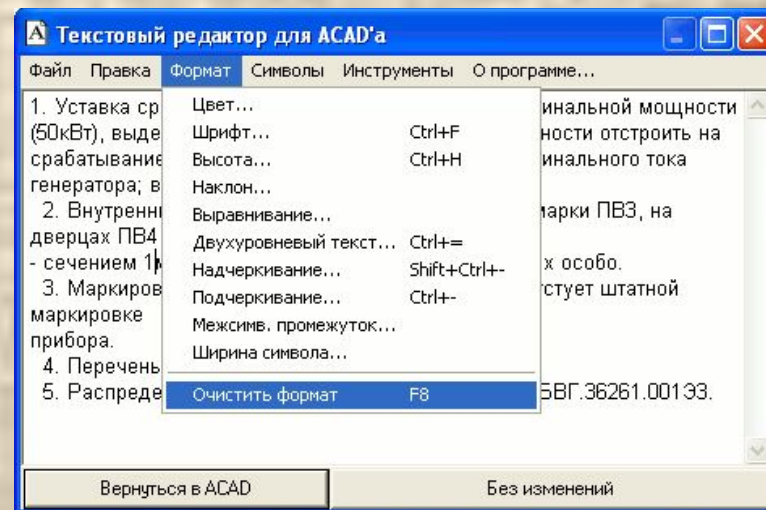 Текстовый редактор для ACAD'а
Файл Правка Формат Символы Инструменты О программе...
1. Уставка ср
(50кВт), выде
срабатывание
генератора; в
2. Внутренн
дверцах ПВ4
- сечением 1м
3. Маркиров
маркировке
прибора.
4. Перечень
5. Распреде
Цвет...
Шрифт... Ctrl+F
Высота... Ctrl+H
Наклон...
Выравнивание...
Двухуровневый текст... Ctrl+=
Надчеркивание... Shift+Ctrl+-
Подчеркивание... Ctrl+-
Межсимв. промежуток...
Ширина символа...
Очистить формат F8
инальной мощности
ности отстроить на
инального тока
марки ПВ3, на
х особо.
стует штатной
БВГ.36261.001Э3.
Вернуться в ACAD
Без изменений